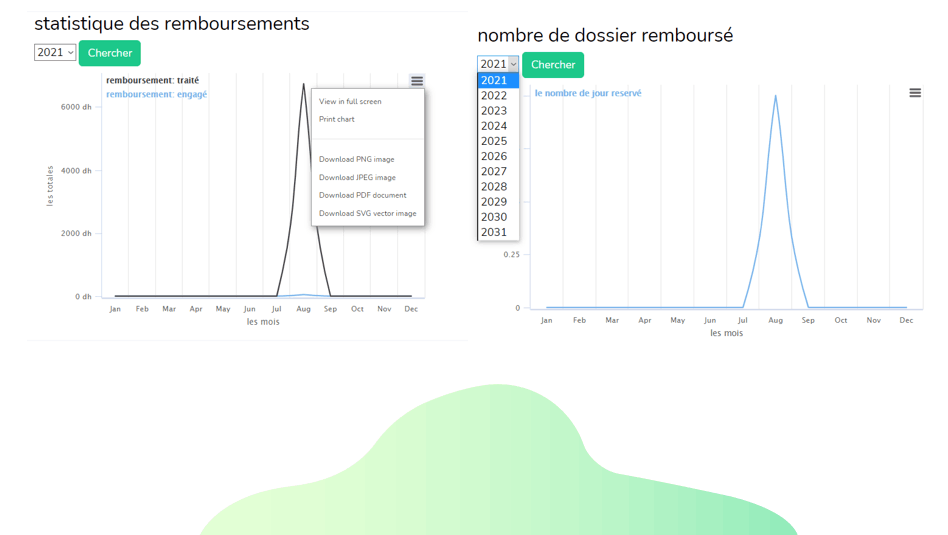 statistique des remboursements
2021
Chercher
remboursement: traité
remboursement: engagé
View in full screen
Print chart
Download PNG image
Download JPEG image
Download PDF document
Download SVG vector image
les totales
6000 dh
4000 dh
2000 dh
0 dh
Jan Feb Mar Apr May Jun Jul Aug Sep Oct Nov Dec
les mois
nombre de dossier remboursé
2021
Chercher
2021
2022
2023
2024
2025
2026
2027
2028
2029
2030
2031
le nombre de jour reservé
0.25
0
Jan Feb Mar Apr May Jun Jul Aug Sep Oct Nov Dec
les mois